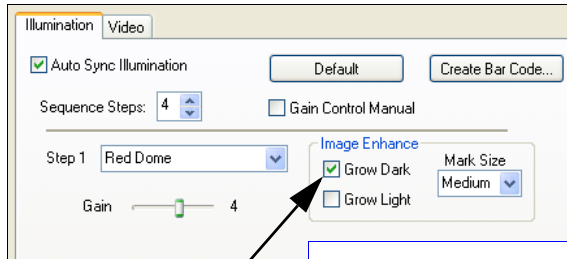 Illumination Video
Auto Sync Illumination Default Create Bar Code...
Sequence Steps: 4 Gain Control Manual
Image Enhance
Step 1 Red Dome Grow Dark Mark Size
Medium
Gain 4 Grow Light